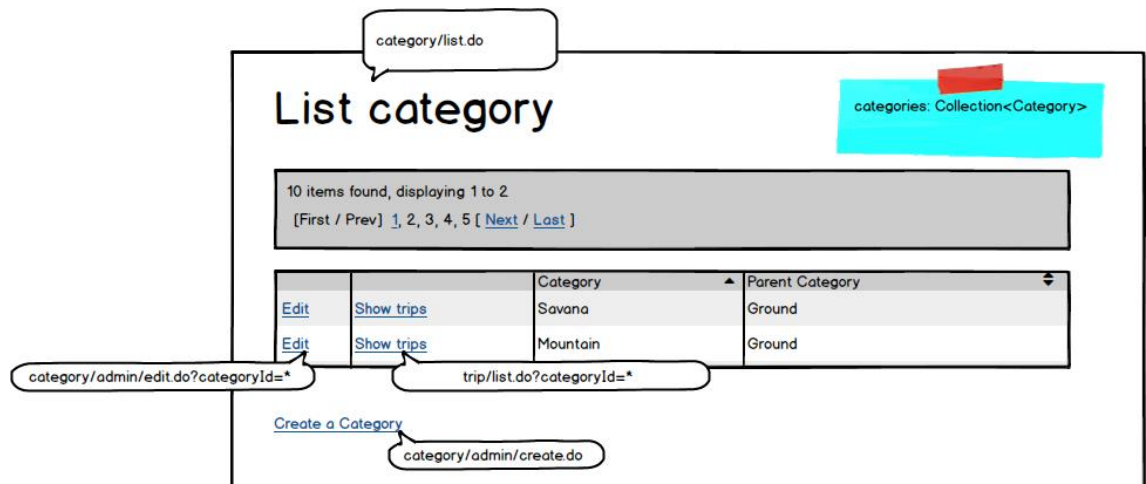 category/list.do
List category
categories: Collection<Category>
10 items found, displaying 1 to 2
[First / Prev] 1, 2, 3, 4, 5 [ Next / Last ]
Category Parent Category
Edit Show trips Savana Ground
Edit Show trips Mountain Ground
category/admin/edit.do?categoryId=*
trip/list.do?categoryId=*
Create a Category
category/admin/create.do